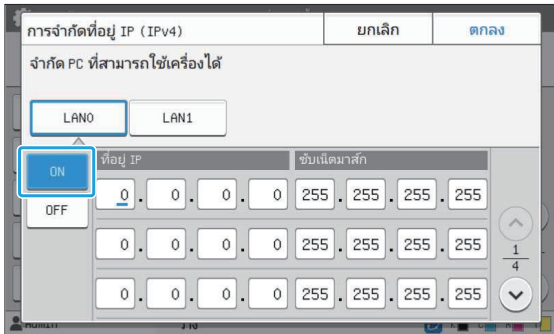 การจำกัดที่อยู่ IP (IPv4) ยกเลิก ตกลง
จำกัด PC ที่สามารถใช้เครื่องได้
LAN0 LAN1
ON ที่อยู่ IP ซับเน็ตมาส์ก
0. 0. 0. 0 255. 255. 255. 255
OFF
0. 0. 0. 0 255. 255. 255. 255
1
4
0. 0. 0. 0 255. 255. 255. 255